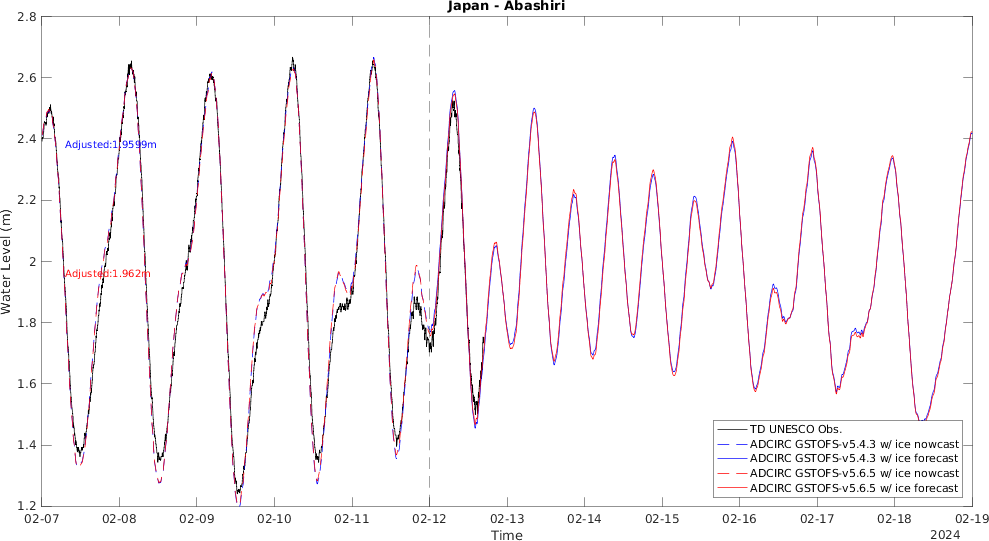 Japan - Abashiri
2.8
2.6
2.4
2.2
2
1.8
1.6
1.4
1.2
Water Level (m)
Adjusted:1.9599m
Adjusted:1.962m
TD UNESCO Obs.
ADCIRC GSTOFS-v5.4.3 w/ ice nowcast
ADCIRC GSTOFS-v5.4.3 w/ ice forecast
ADCIRC GSTOFS-v5.6.5 w/ ice nowcast
ADCIRC GSTOFS-v5.6.5 w/ ice forecast
02-07 02-08 02-09 02-10 02-11 02-12 02-13 02-14 02-15 02-16 02-17 02-18 02-19
Time
2024